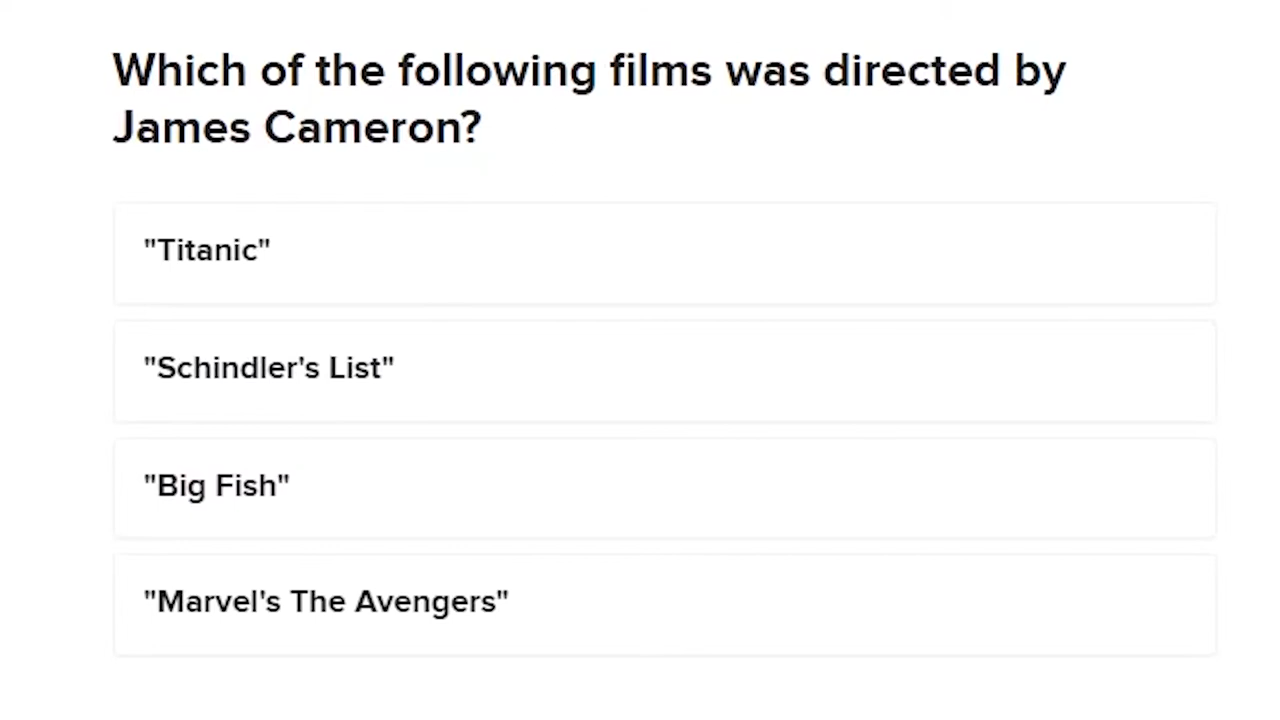 Which of the following films was directed by
James Cameron?
"Titanic"
"Schindler's List"
"Big Fish"
"Marvel's The Avengers"